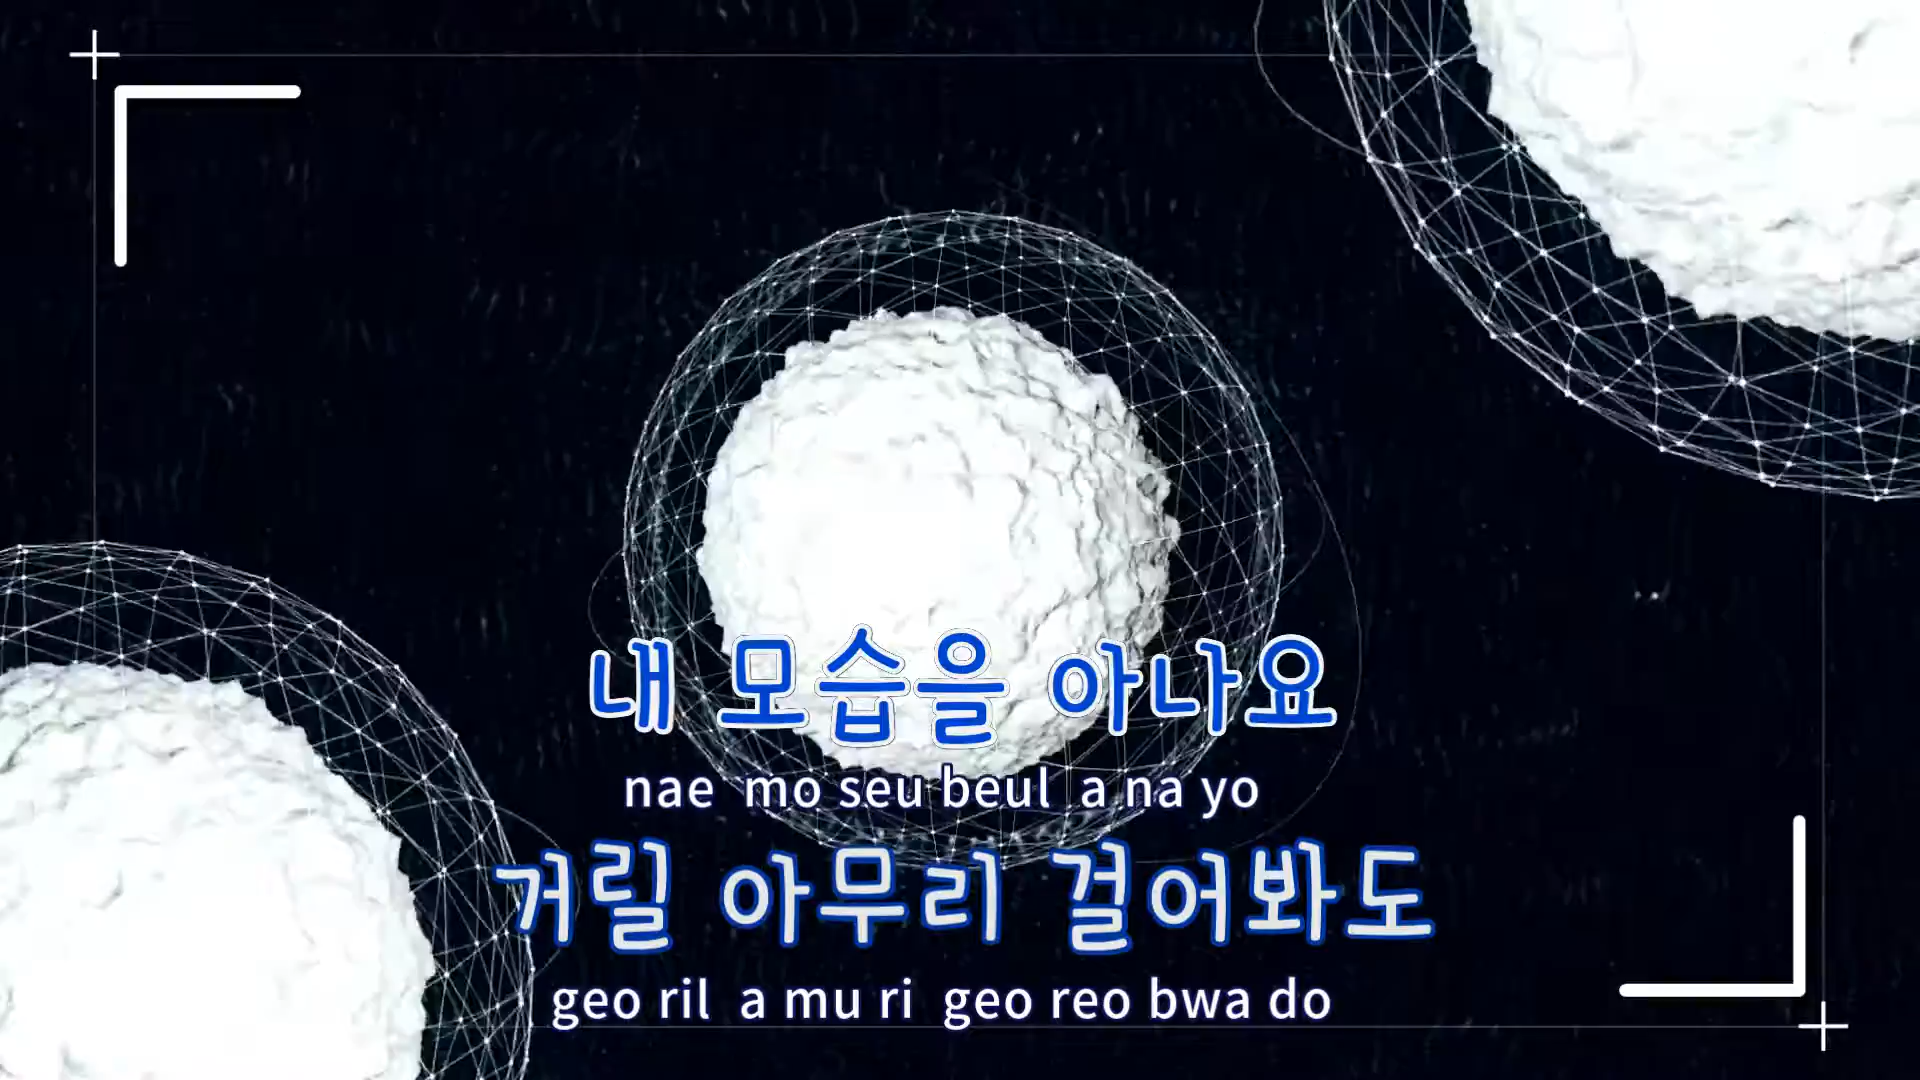 내 모습을 아나요
nae mo seu beul a na yo
거릴 아무리 걸어봐도
geo ril a mu ri geo reo bwa do